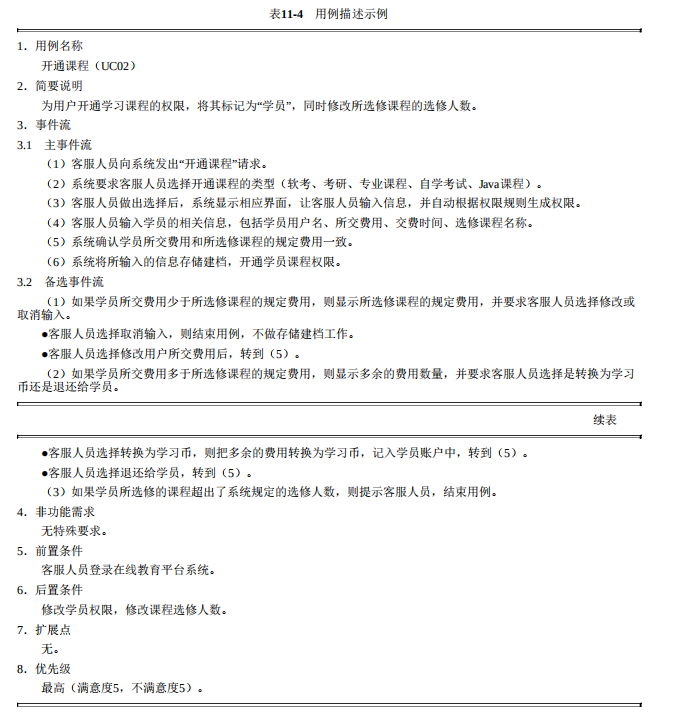 表11-4 用例描述示例
1．用例名称
开通课程（UC02）
2．简要说明
为用户开通学习课程的权限，将其标记为“学员”，同时修改所选修课程的选修人数。
3．事件流
3.1 主事件流
（1）客服人员向系统发出“开通课程”请求。
（2）系统要求客服人员选择开通课程的类型（软考、考研、专业课程、自学考试、Java课程）。
（3）客服人员做出选择后，系统显示相应界面，让客服人员输入信息，并自动根据权限规则生成权限。
（4）客服人员输入学员的相关信息，包括学员用户名、所交费用、交费时间、选修课程名称。
（5）系统确认学员所交费用和所选修课程的规定费用一致。
（6）系统将所输入的信息存储建档，开通学员课程权限。
3.2 备选事件流
（1）如果学员所交费用少于所选修课程的规定费用，则显示所选修课程的规定费用，并要求客服人员选择修改或
取消输入。
●客服人员选择取消输入，则结束用例，不做存储建档工作。
●客服人员选择修改用户所交费用后，转到（5）。
（2）如果学员所交费用多于所选修课程的规定费用，则显示多余的费用数量，并要求客服人员选择是转换为学习
币还是退还给学员。
续表
●客服人员选择转换为学习币，则把多余的费用转换为学习币，记入学员账户中，转到（5）。
●客服人员选择退还给学员，转到（5）。
（3）如果学员所选修的课程超出了系统规定的选修人数，则提示客服人员，结束用例。
4．非功能需求
无特殊要求。
5．前置条件
客服人员登录在线教育平台系统。
6．后置条件
修改学员权限，修改课程选修人数。
7．扩展点
无。
8．优先级
最高（满意度5，不满意度5）。